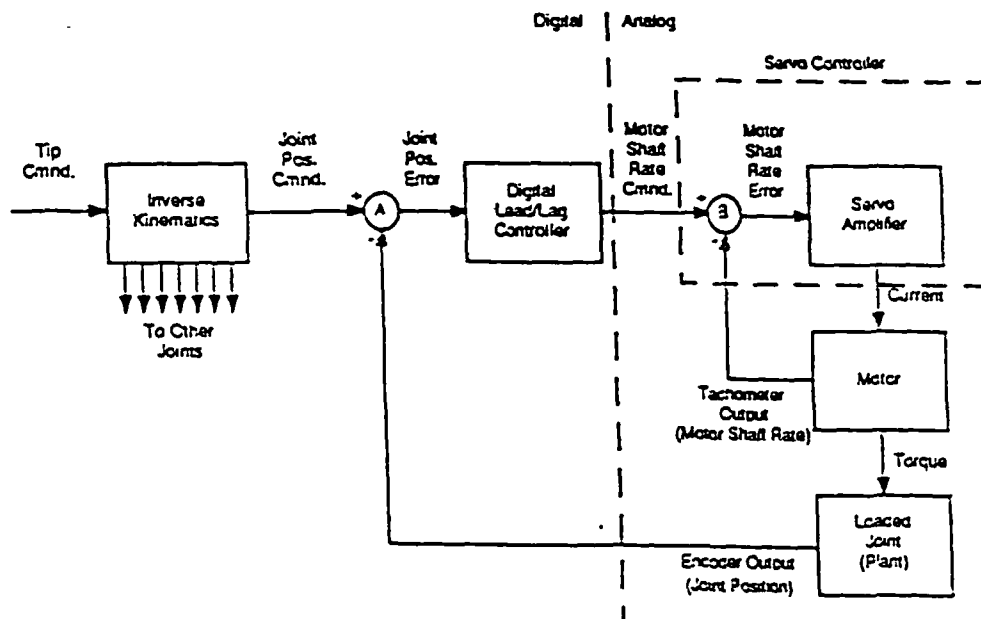 Digital Analog
Servo Controller
Tip
Cmnd.
Inverse
Kinematics
To Other
Joints
Joint
Pos.
Cmnd.
+
A
-
Joint
Pos.
Error
Digital
Lead/Lag
Controller
Motor
Shaft
Rate
Cmnd.
+
B
-
Motor
Shaft
Rate
Error
Servo
Amplifier
Current
Motor
Tachometer
Output
(Motor Shaft Rate)
Torque
Loaded
Joint
(Plant)
Encoder Output
(Joint Position)